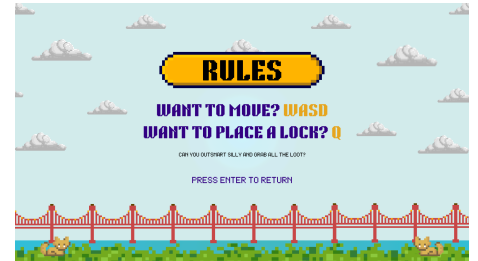 RULES
WANT TO MOVE? WASD
WANT TO PLACE A LOCK? Q
CAN YOU OUTSMART SILLY AND GRAB ALL THE LOOT?
PRESS ENTER TO RETURN